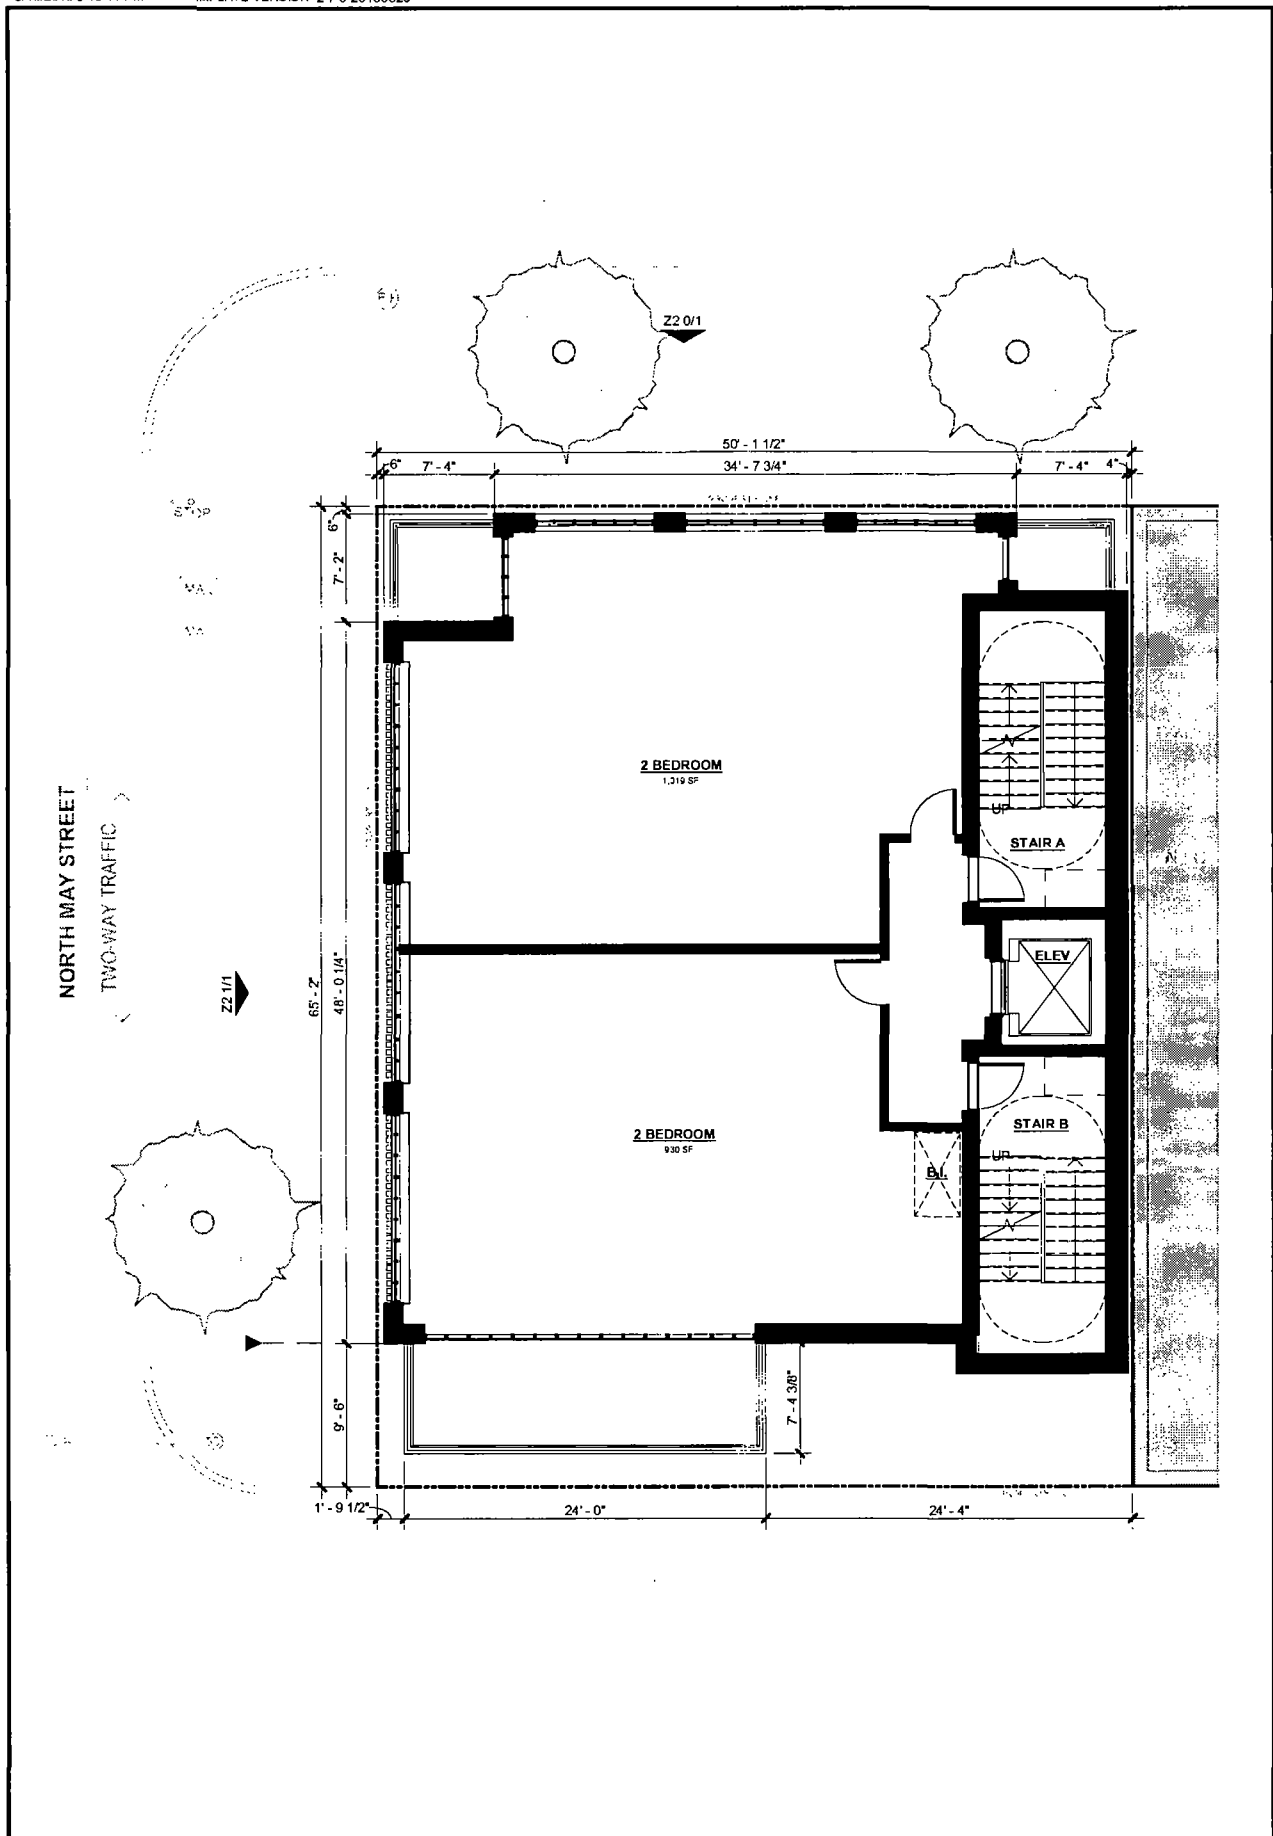 Z2 0/1
50' - 1 1/2"
6"
7' - 4"
34' - 7 3/4"
7' - 4"
4"
STOP
6"
7' - 2"
2 BEDROOM
1,319 SF
UP
STAIR A
NORTH MAY STREET
TWO-WAY TRAFFIC
Z2 1/1
65' - 2"
48' - 0 1/4"
ELEV
2 BEDROOM
930 SF
STAIR B
UP
B.I.
9' - 6"
7' - 4 3/8"
1' - 9 1/2"
24' - 0"
24' - 4"